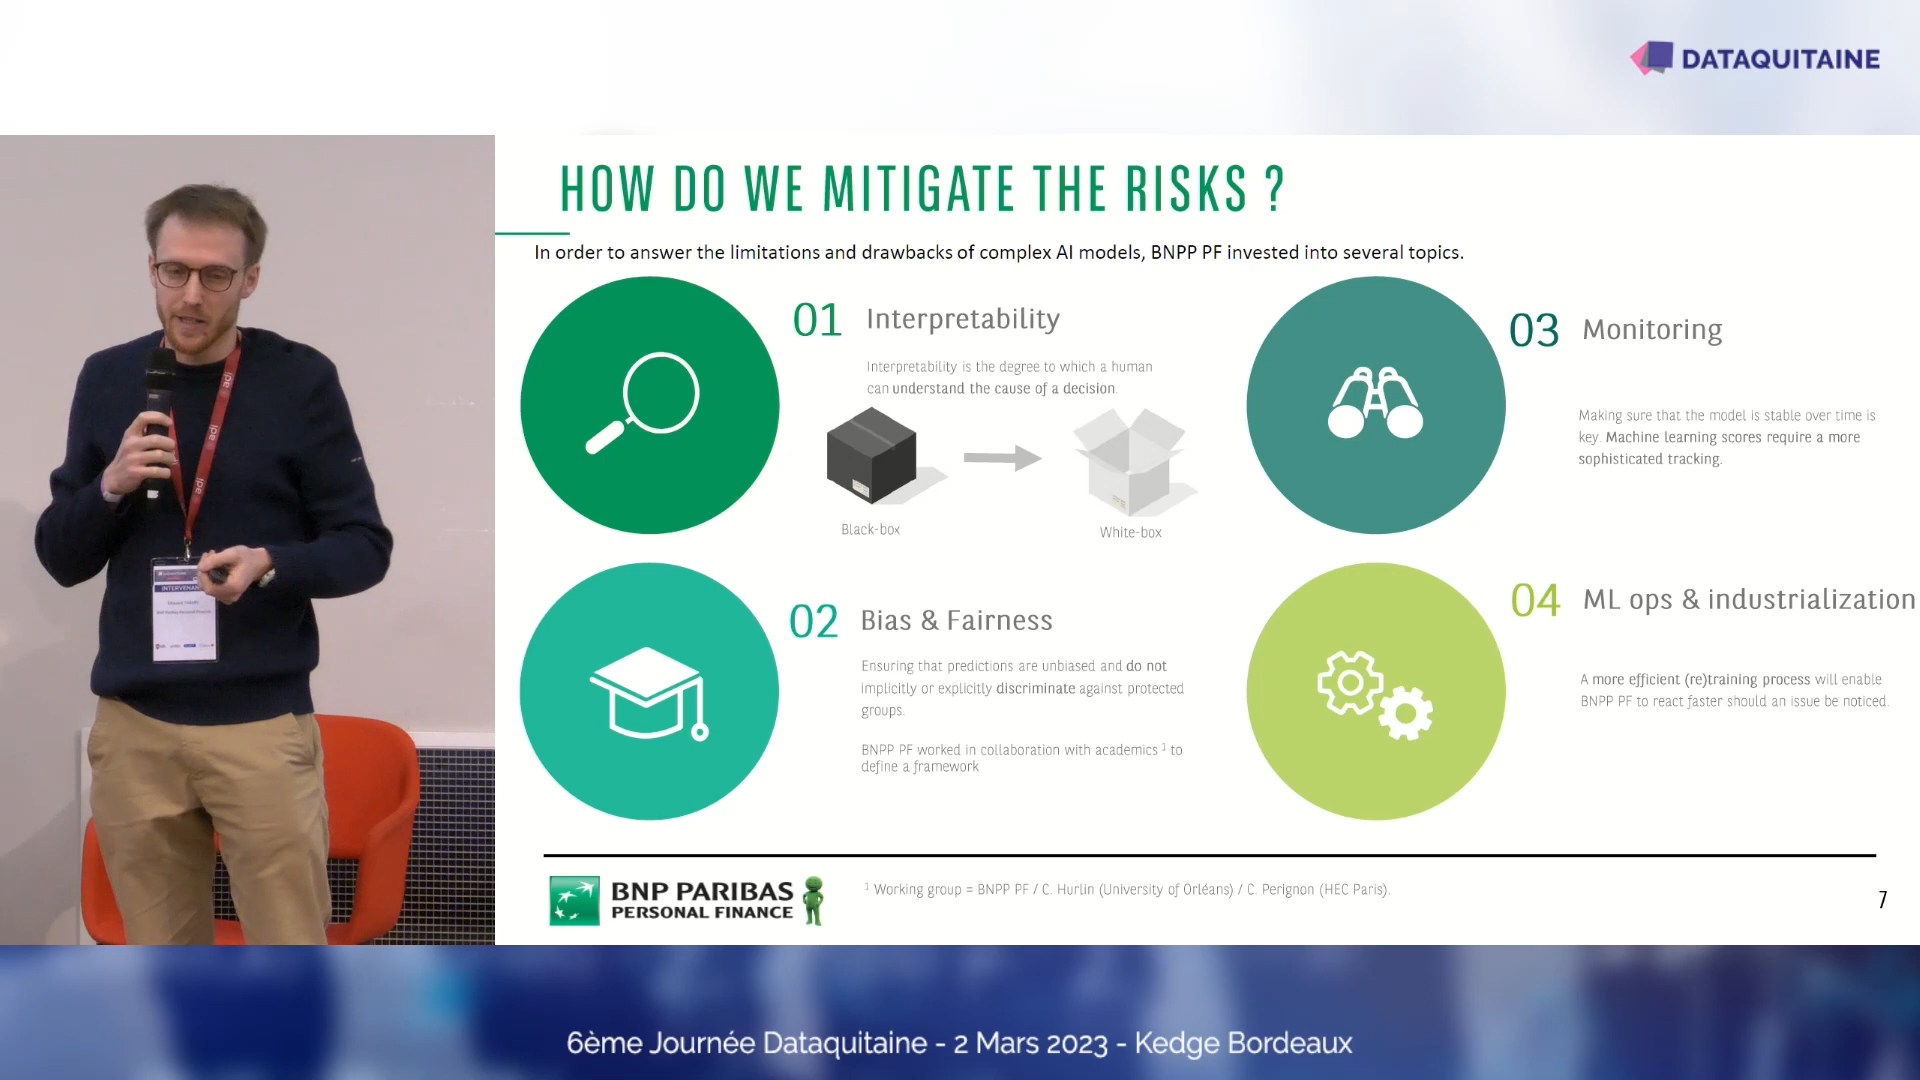 DATAQUITAINE
HOW DO WE MITIGATE THE RISKS ?
In order to answer the limitations and drawbacks of complex AI models, BNPP PF invested into several topics.
01 Interpretability
Interpretability is the degree to which a human
can understand the cause of a decision.
Black-box
White-box
02 Bias & Fairness
Ensuring that predictions are unbiased and do not
implicitly or explicitly discriminate against protected
groups.
BNPP PF worked in collaboration with academics 1 to
define a framework
03 Monitoring
Making sure that the model is stable over time is
key. Machine learning scores require a more
sophisticated tracking.
04 ML ops & industrialization
A more efficient (re)training process will enable
BNPP PF to react faster should an issue be noticed.
BNP PARIBAS
PERSONAL FINANCE
1 Working group = BNPP PF / C. Hurlin (University of Orléans) / C. Perignon (HEC Paris).
7
ape
ape
ape
INTERVENANT
6ème Journée Dataquitaine - 2 Mars 2023 - Kedge Bordeaux